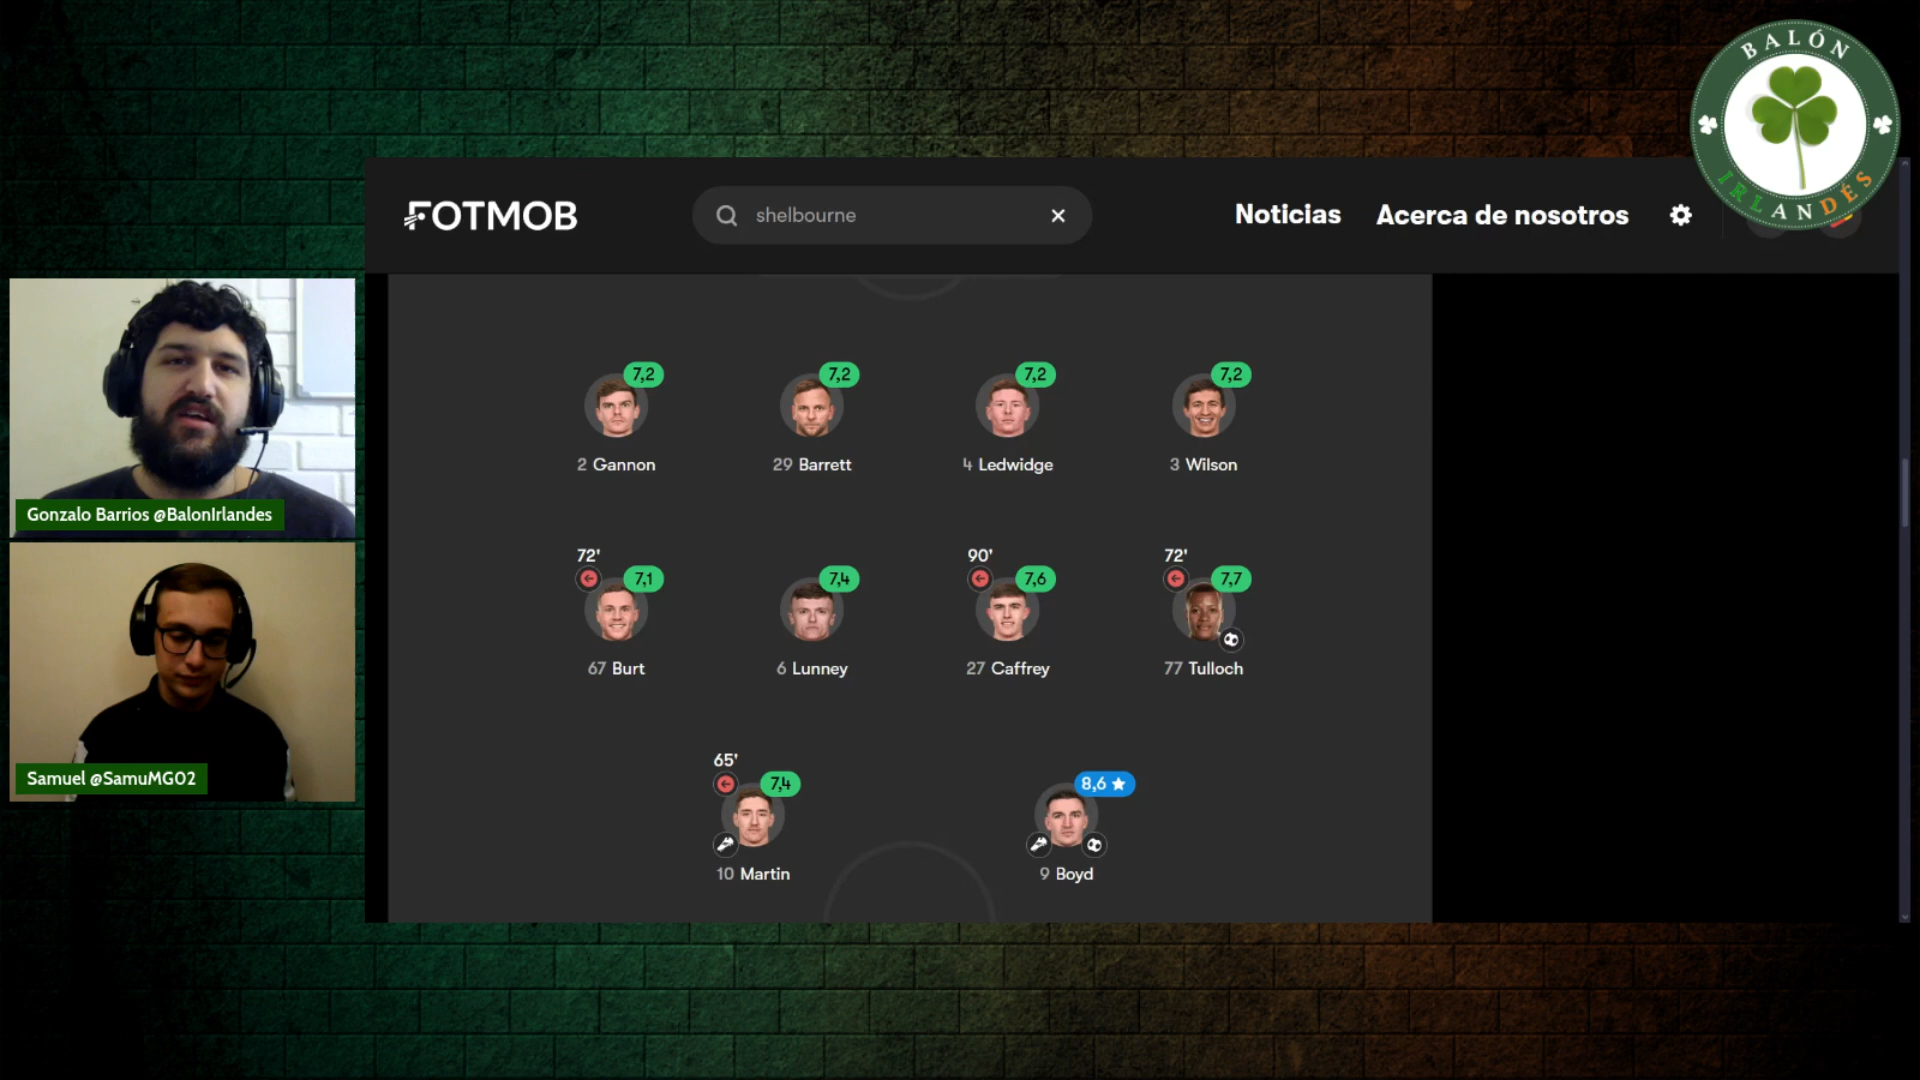 BALÓN
IRLANDÉS
FOTMOB
shelbourne
Noticias
Acerca de nosotros
7,2
7,2
7,2
7,2
2 Gannon
29 Barrett
4 Ledwidge
3 Wilson
72'
90'
72'
7,1
7,4
7,6
7,7
67 Burt
6 Lunney
27 Caffrey
77 Tulloch
65'
7,4
8,6
10 Martin
9 Boyd
Gonzalo Barrios @BalonIrlandes
Samuel @SamuMG02